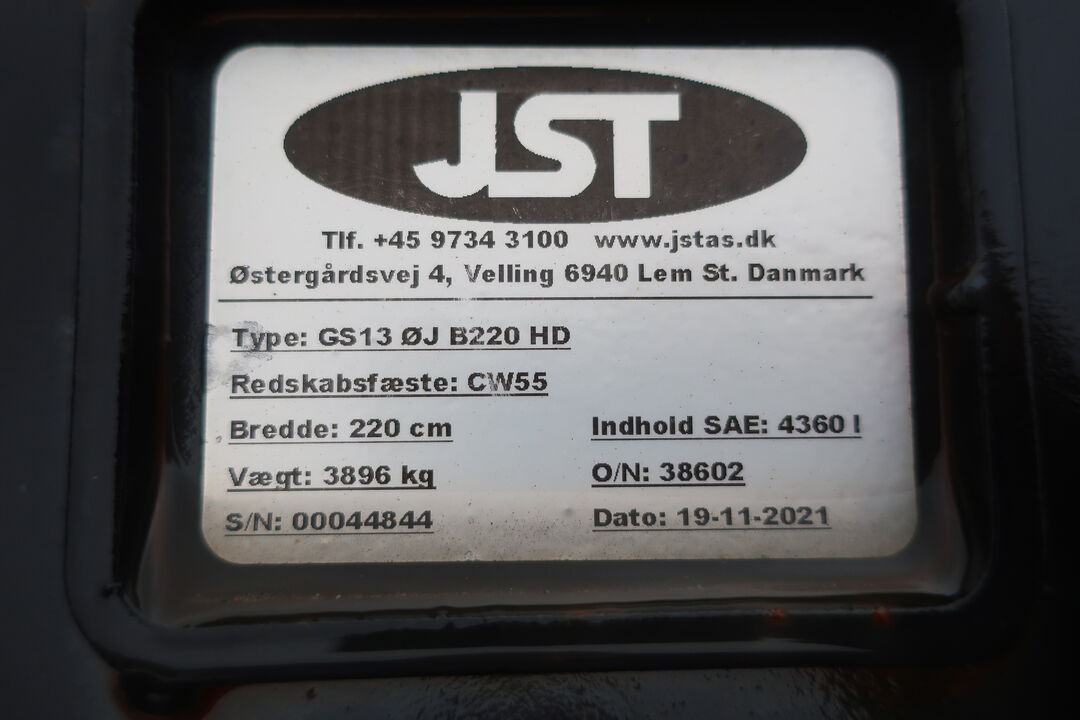 JST
Tlf. +45 9734 3100 www.jstas.dk
Østergårdsvej 4, Velling 6940 Lem St. Danmark
Type: GS13 ØJ B220 HD
Redskabsfæste: CW55
Bredde: 220 cm Indhold SAE: 4360 l
Vægt: 3896 kg O/N: 38602
S/N: 00044844 Dato: 19-11-2021